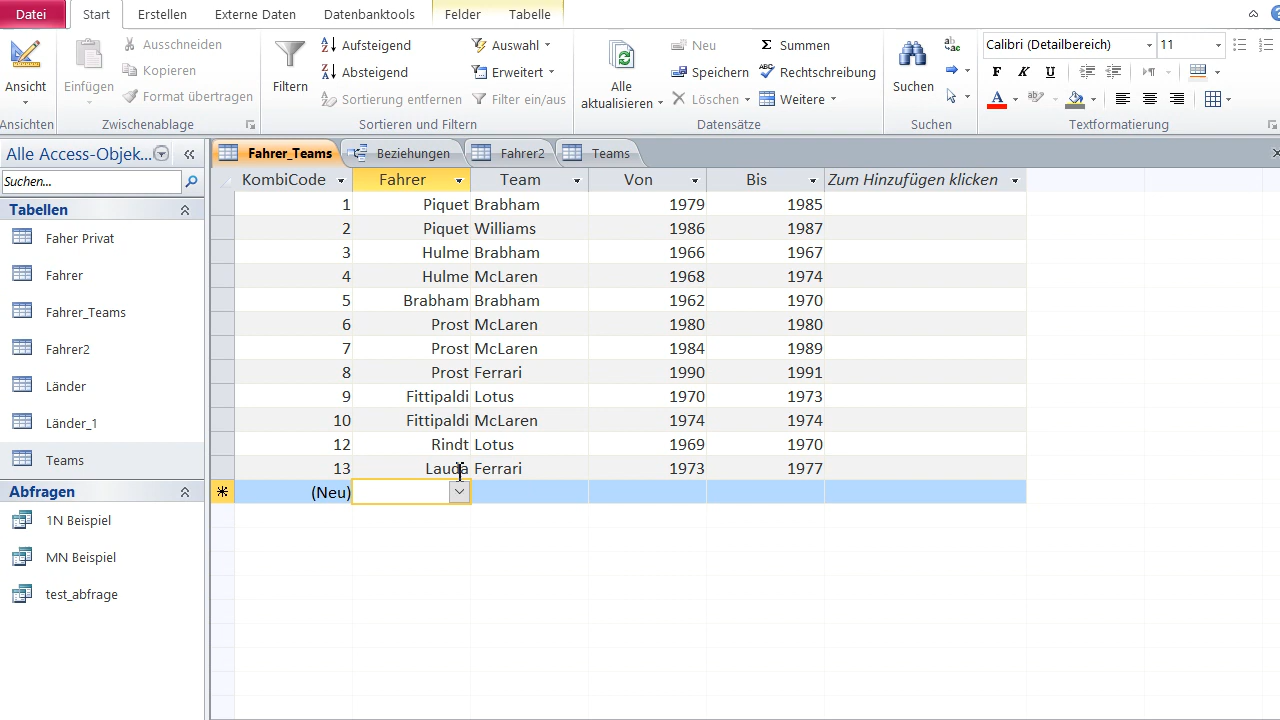 Datei Start Erstellen Externe Daten Datenbanktools Felder Tabelle
Ansicht
Ansichten
Einfügen
Ausschneiden
Kopieren
Format übertragen
Zwischenablage
Filtern
Aufsteigend
Absteigend
Sortierung entfernen
Auswahl
Erweitert
Filter ein/aus
Sortieren und Filtern
Alle
aktualisieren
Neu
Speichern
Löschen
Summen
Rechtschreibung
Weitere
Datensätze
Suchen
Suchen
Calibri (Detailbereich) 11
F K U
Textformatierung
Alle Access-Objek...
Suchen...
Tabellen
Faher Privat
Fahrer
Fahrer_Teams
Fahrer2
Länder
Länder_1
Teams
Abfragen
1N Beispiel
MN Beispiel
test_abfrage
Fahrer_Teams Beziehungen Fahrer2 Teams
KombiCode Fahrer Team Von Bis Zum Hinzufügen klicken
1 Piquet Brabham 1979 1985
2 Piquet Williams 1986 1987
3 Hulme Brabham 1966 1967
4 Hulme McLaren 1968 1974
5 Brabham Brabham 1962 1970
6 Prost McLaren 1980 1980
7 Prost McLaren 1984 1989
8 Prost Ferrari 1990 1991
9 Fittipaldi Lotus 1970 1973
10 Fittipaldi McLaren 1974 1974
12 Rindt Lotus 1969 1970
13 Lauda Ferrari 1973 1977
(Neu)